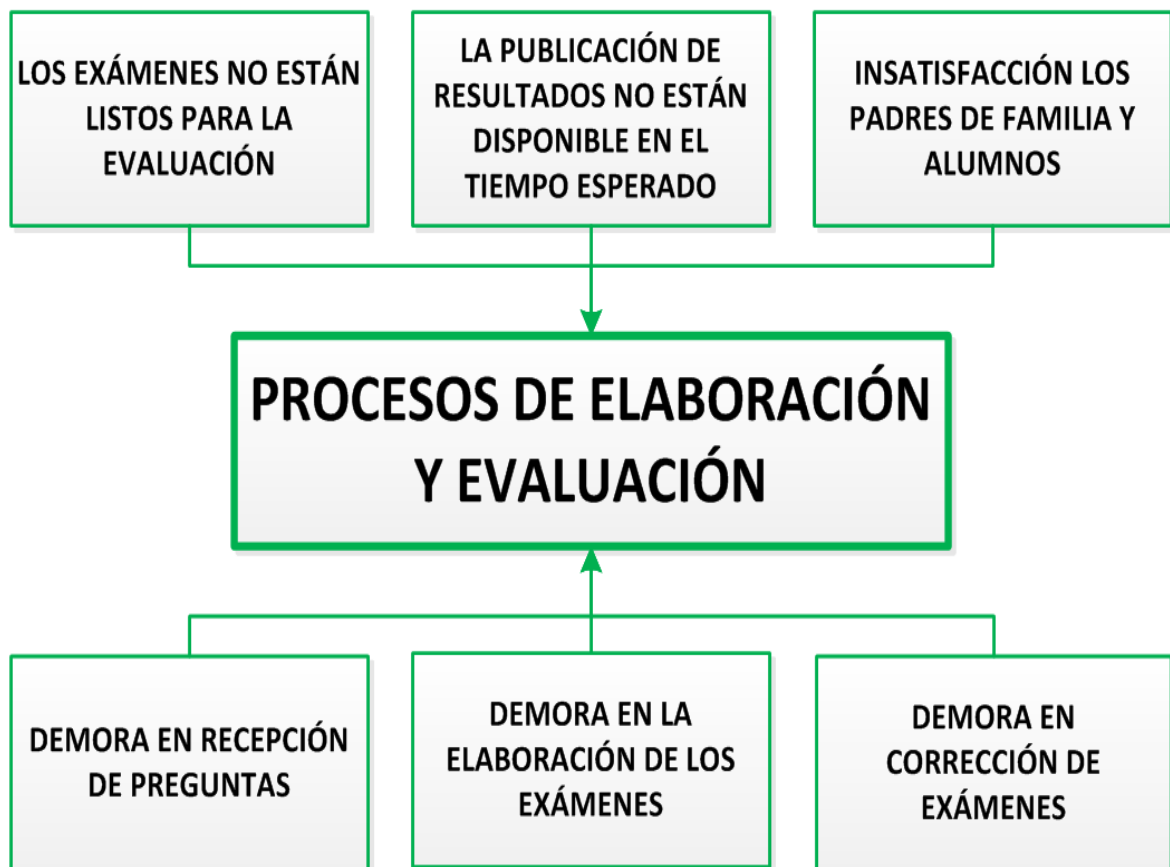 LOS EXÁMENES NO ESTÁN
LISTOS PARA LA
EVALUACIÓN
LA PUBLICACIÓN DE
RESULTADOS NO ESTÁN
DISPONIBLE EN EL
TIEMPO ESPERADO
INSATISFACCIÓN LOS
PADRES DE FAMILIA Y
ALUMNOS
PROCESOS DE ELABORACIÓN
Y EVALUACIÓN
DEMORA EN RECEPCIÓN
DE PREGUNTAS
DEMORA EN LA
ELABORACIÓN DE LOS
EXÁMENES
DEMORA EN
CORRECCIÓN DE
EXÁMENES